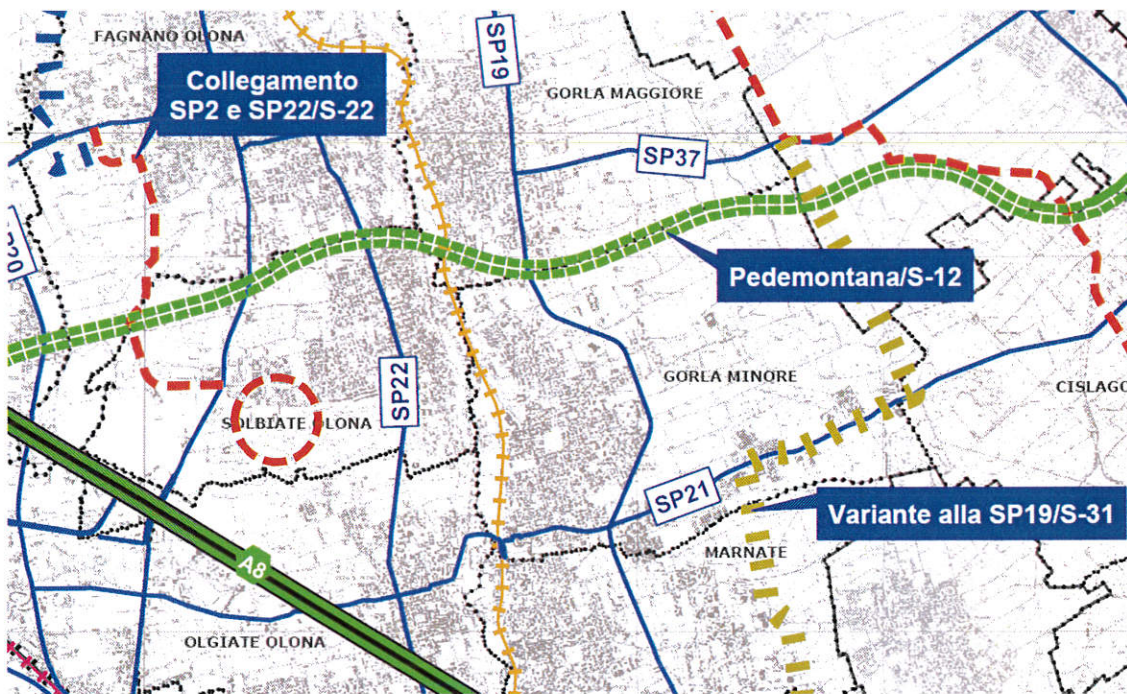 FAGNANO OLONA
Collegamento
SP2 e SP22/S-22
SP19
GORLA MAGGIORE
SP37
Pedemontana/S-12
SP22
GORLA MINORE
CISLAGO
SOLBIATE OLONA
SP21
Variante alla SP19/S-31
MARNATE
A8
OLGIATE OLONA